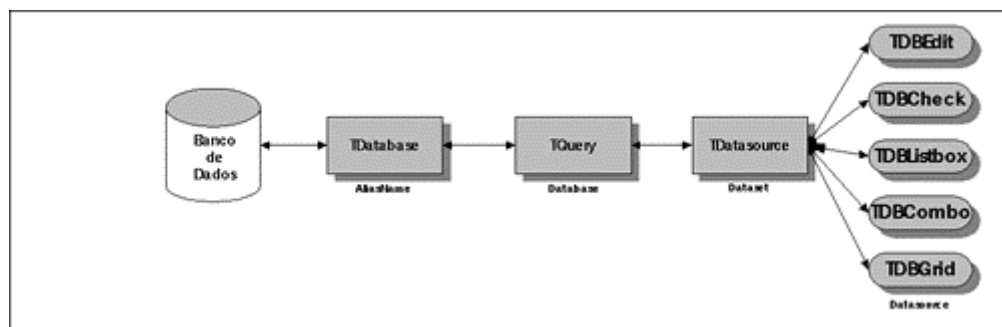 Banco
de
Dados
TDatabase
AliasName
TQuery
Database
TDatasource
Dataset
TDBEdit
TDBCheck
TDBListbox
TDBCombo
TDBGrid
Datasource